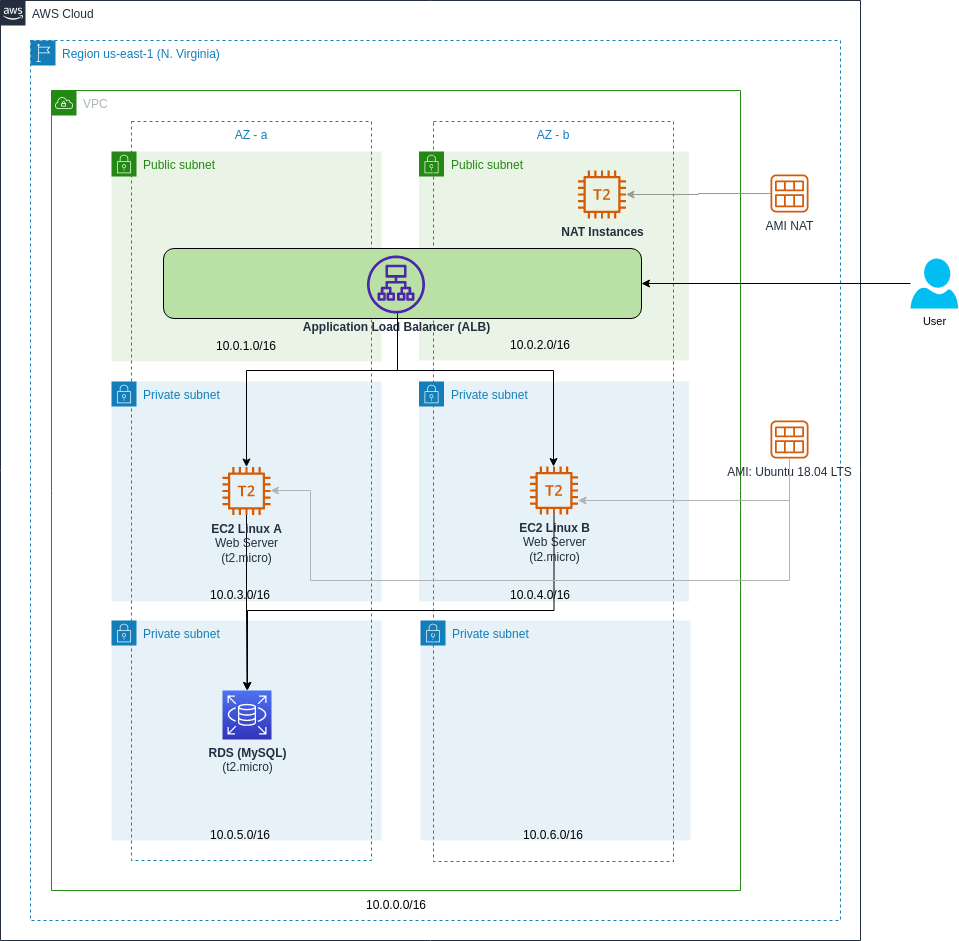 aws
AWS Cloud
Region us-east-1 (N. Virginia)
VPC
AZ - a
AZ - b
Public subnet
Public subnet
T2
NAT Instances
AMI NAT
User
Application Load Balancer (ALB)
10.0.1.0/16
10.0.2.0/16
Private subnet
Private subnet
AMI: Ubuntu 18.04 LTS
T2
EC2 Linux A
Web Server
(t2.micro)
T2
EC2 Linux B
Web Server
(t2.micro)
10.0.3.0/16
10.0.4.0/16
Private subnet
Private subnet
RDS (MySQL)
(t2.micro)
10.0.5.0/16
10.0.6.0/16
10.0.0.0/16